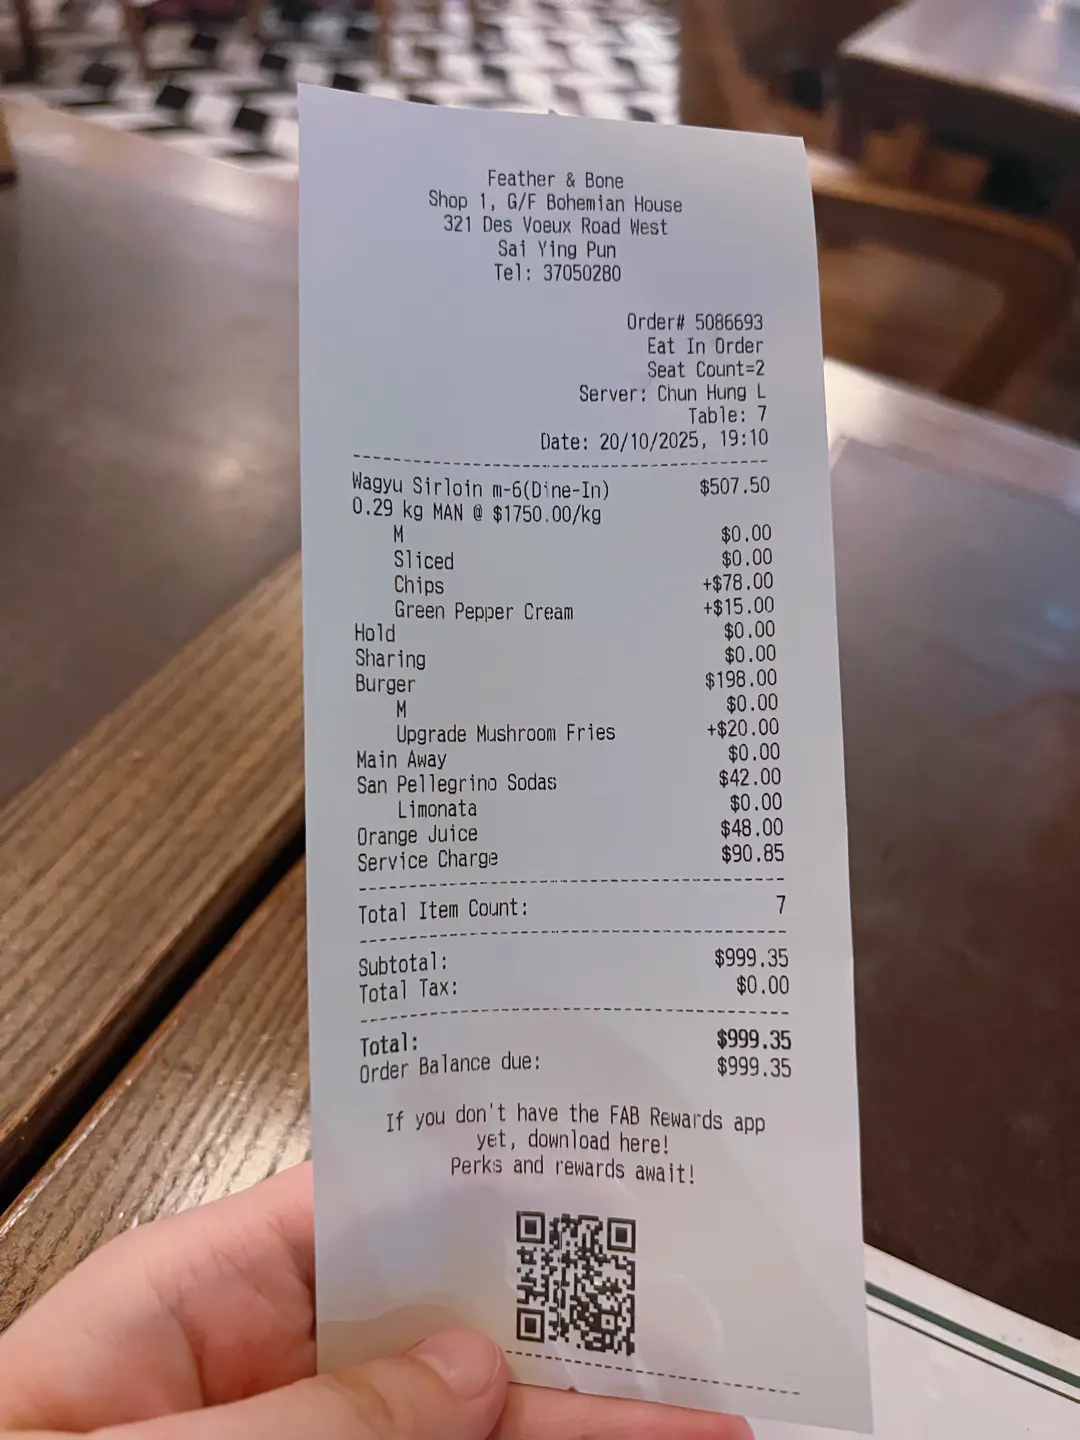 Feather & Bone
Shop 1, G/F Bohemian House
321 Des Voeux Road West
Sai Ying Pun
Tel: 37050280
Order# 5086693
Eat In Order
Seat Count=2
Server: Chun Hung L
Table: 7
Date: 20/10/2025, 19:10
Wagyu Sirloin m-6(Dine-In) $507.50
0.29 kg MAN @ $1750.00/kg
M $0.00
Sliced $0.00
Chips +$78.00
Green Pepper Cream +$15.00
Hold $0.00
Sharing $0.00
Burger $198.00
M $0.00
Upgrade Mushroom Fries +$20.00
Main Away $0.00
San Pellegrino Sodas $42.00
Limonata $0.00
Orange Juice $48.00
Service Charge $90.85
Total Item Count: 7
Subtotal: $999.35
Total Tax: $0.00
Total: $999.35
Order Balance due: $999.35
If you don't have the FAB Rewards app
yet, download here!
Perks and rewards await!